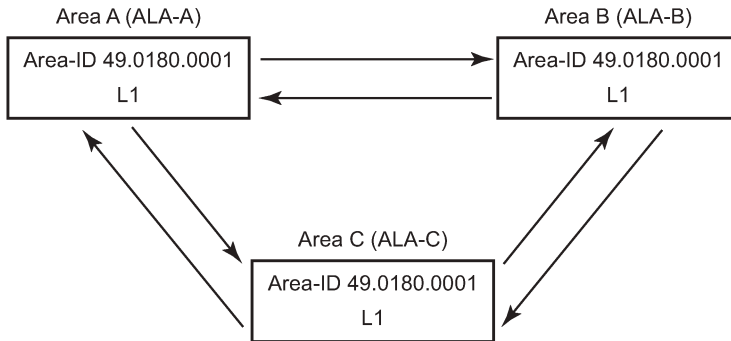 Area A (ALA-A)
Area-ID 49.0180.0001
L1
Area B (ALA-B)
Area-ID 49.0180.0001
L1
Area C (ALA-C)
Area-ID 49.0180.0001
L1